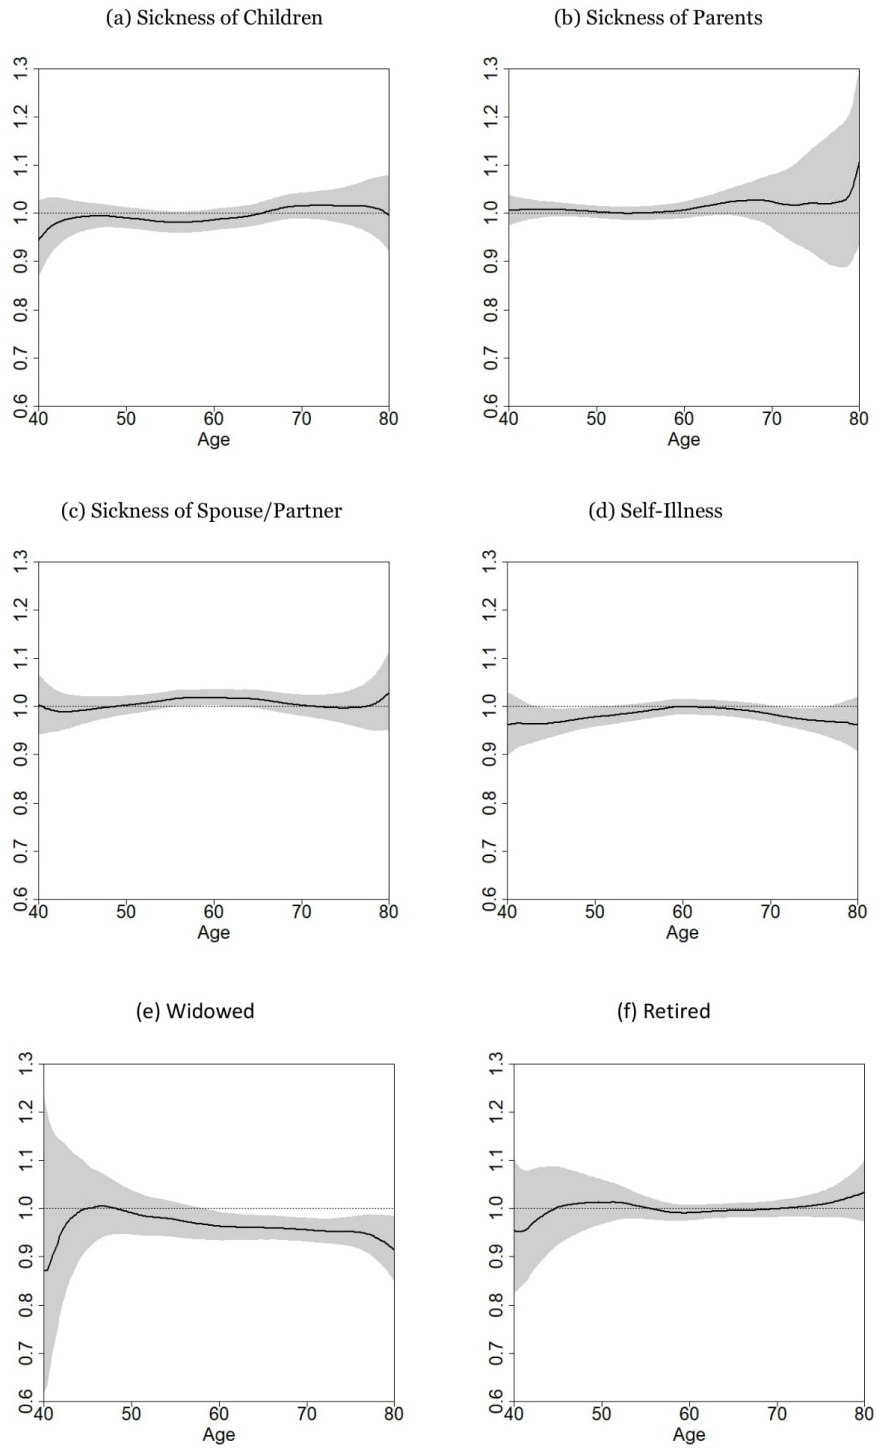 (a) Sickness of Children
(b) Sickness of Parents
1.3
1.2
1.1
1.0
0.9
0.8
0.7
0.6
40 50 60 70 80
Age
1.3
1.2
1.1
1.0
0.9
0.8
0.7
0.6
40 50 60 70 80
Age
(c) Sickness of Spouse/Partner
(d) Self-Illness
1.3
1.2
1.1
1.0
0.9
0.8
0.7
0.6
40 50 60 70 80
Age
1.3
1.2
1.1
1.0
0.9
0.8
0.7
0.6
40 50 60 70 80
Age
(e) Widowed
(f) Retired
1.3
1.2
1.1
1.0
0.9
0.8
0.7
0.6
40 50 60 70 80
Age
1.3
1.2
1.1
1.0
0.9
0.8
0.7
0.6
40 50 60 70 80
Age